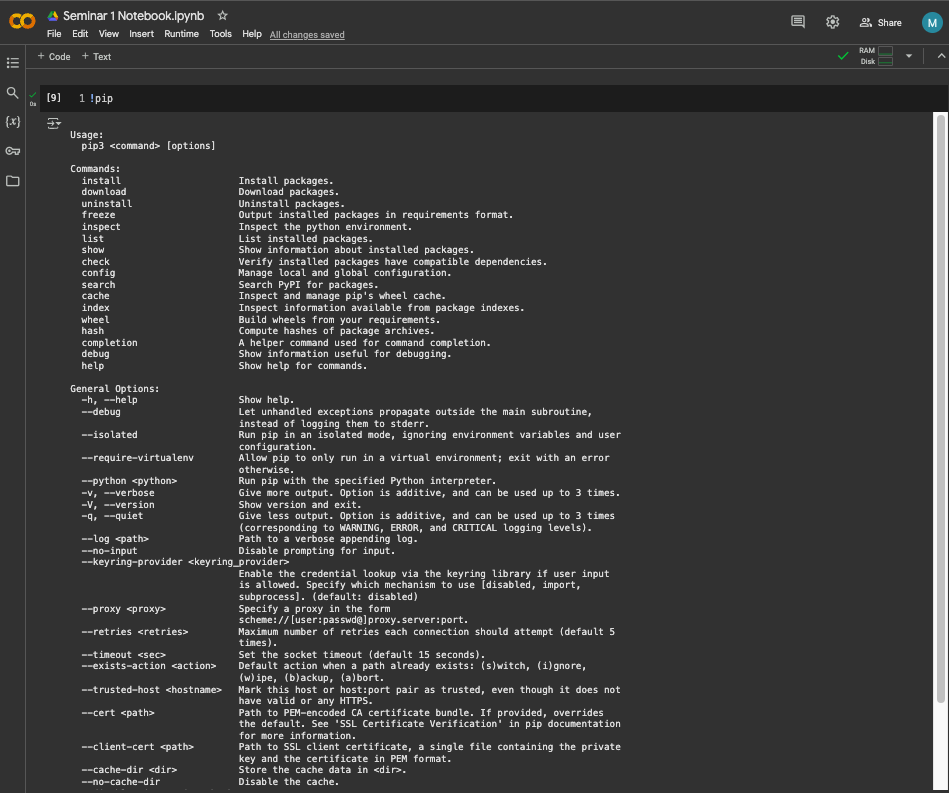 Seminar 1 Notebook.ipynb
File Edit View Insert Runtime Tools Help All changes saved
Share
M
+ Code + Text
RAM
Disk
[9] 1 !pip
0s
{x}
Usage:
pip3 <command> [options]
Commands:
install Install packages.
download Download packages.
uninstall Uninstall packages.
freeze Output installed packages in requirements format.
inspect Inspect the python environment.
list List installed packages.
show Show information about installed packages.
check Verify installed packages have compatible dependencies.
config Manage local and global configuration.
search Search PyPI for packages.
cache Inspect and manage pip's wheel cache.
index Inspect information available from package indexes.
wheel Build wheels from your requirements.
hash Compute hashes of package archives.
completion A helper command used for command completion.
debug Show information useful for debugging.
help Show help for commands.
General Options:
-h, --help Show help.
--debug Let unhandled exceptions propagate outside the main subroutine,
instead of logging them to stderr.
--isolated Run pip in an isolated mode, ignoring environment variables and user
configuration.
--require-virtualenv Allow pip to only run in a virtual environment; exit with an error
otherwise.
--python <python> Run pip with the specified Python interpreter.
-v, --verbose Give more output. Option is additive, and can be used up to 3 times.
-V, --version Show version and exit.
-q, --quiet Give less output. Option is additive, and can be used up to 3 times
(corresponding to WARNING, ERROR, and CRITICAL logging levels).
--log <path> Path to a verbose appending log.
--no-input Disable prompting for input.
--keyring-provider <keyring_provider>
Enable the credential lookup via the keyring library if user input
is allowed. Specify which mechanism to use [disabled, import,
subprocess]. (default: disabled)
--proxy <proxy> Specify a proxy in the form
scheme://[user:passwd@]proxy.server:port.
--retries <retries> Maximum number of retries each connection should attempt (default 5
times).
--timeout <sec> Set the socket timeout (default 15 seconds).
--exists-action <action> Default action when a path already exists: (s)witch, (i)gnore,
(w)ipe, (b)ackup, (a)bort.
--trusted-host <hostname> Mark this host or host:port pair as trusted, even though it does not
have valid or any HTTPS.
--cert <path> Path to PEM-encoded CA certificate bundle. If provided, overrides
the default. See 'SSL Certificate Verification' in pip documentation
for more information.
--client-cert <path> Path to SSL client certificate, a single file containing the private
key and the certificate in PEM format.
--cache-dir <dir> Store the cache data in <dir>.
--no-cache-dir Disable the cache.